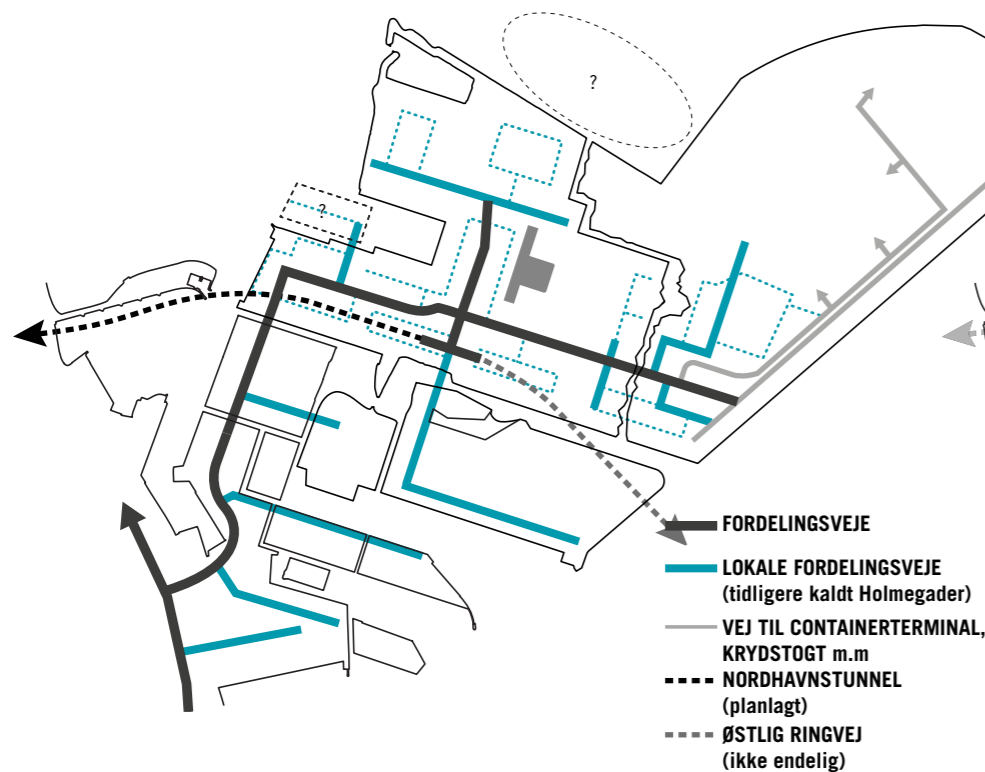 ?
?
FORDELINGSVEJE
LOKALE FORDELINGSVEJE
(tidligere kaldt Holmegader)
VEJ TIL CONTAINERTERMINAL,
KRYDSTOGT m.m
NORDHAVNSTUNNEL
(planlagt)
ØSTLIG RINGVEJ
(ikke endelig)